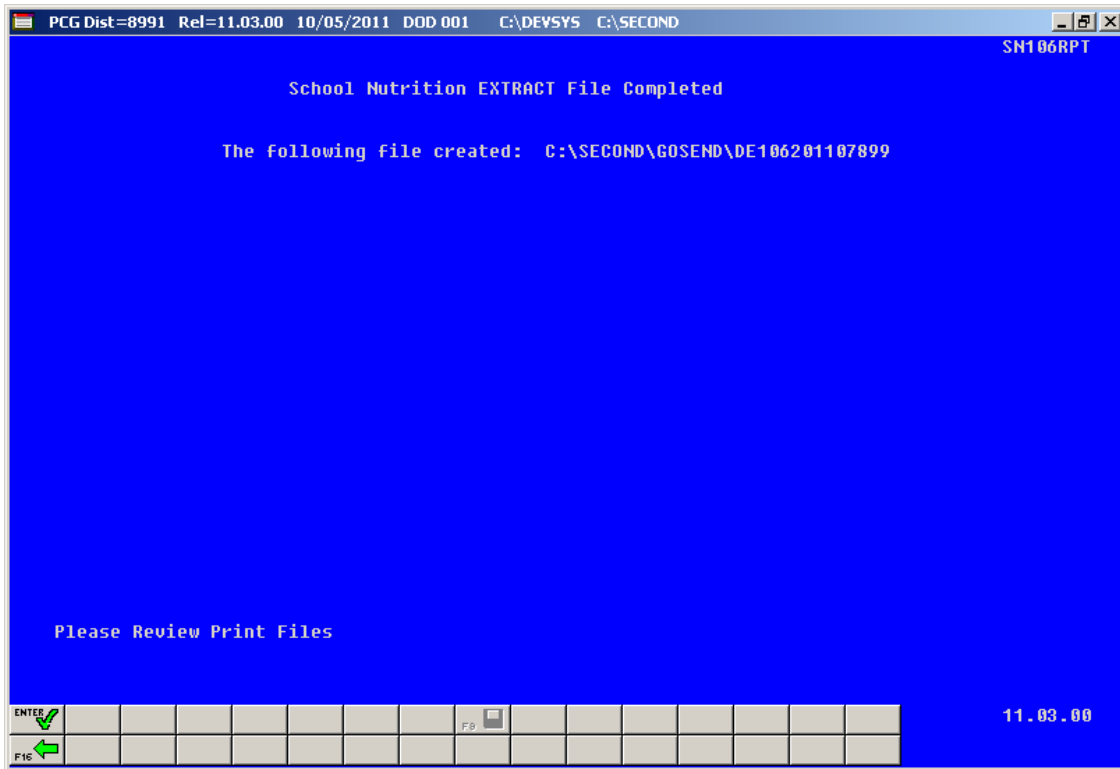 PCG Dist=8991 Rel=11.03.00 10/05/2011 DOD 001 C:\DEVSYS C:\SECOND
SN106RPT
School Nutrition EXTRACT File Completed
The following file created: C:\SECOND\GOSEND\DE106201107899
Please Review Print Files
ENTER F8 11.03.00
F16